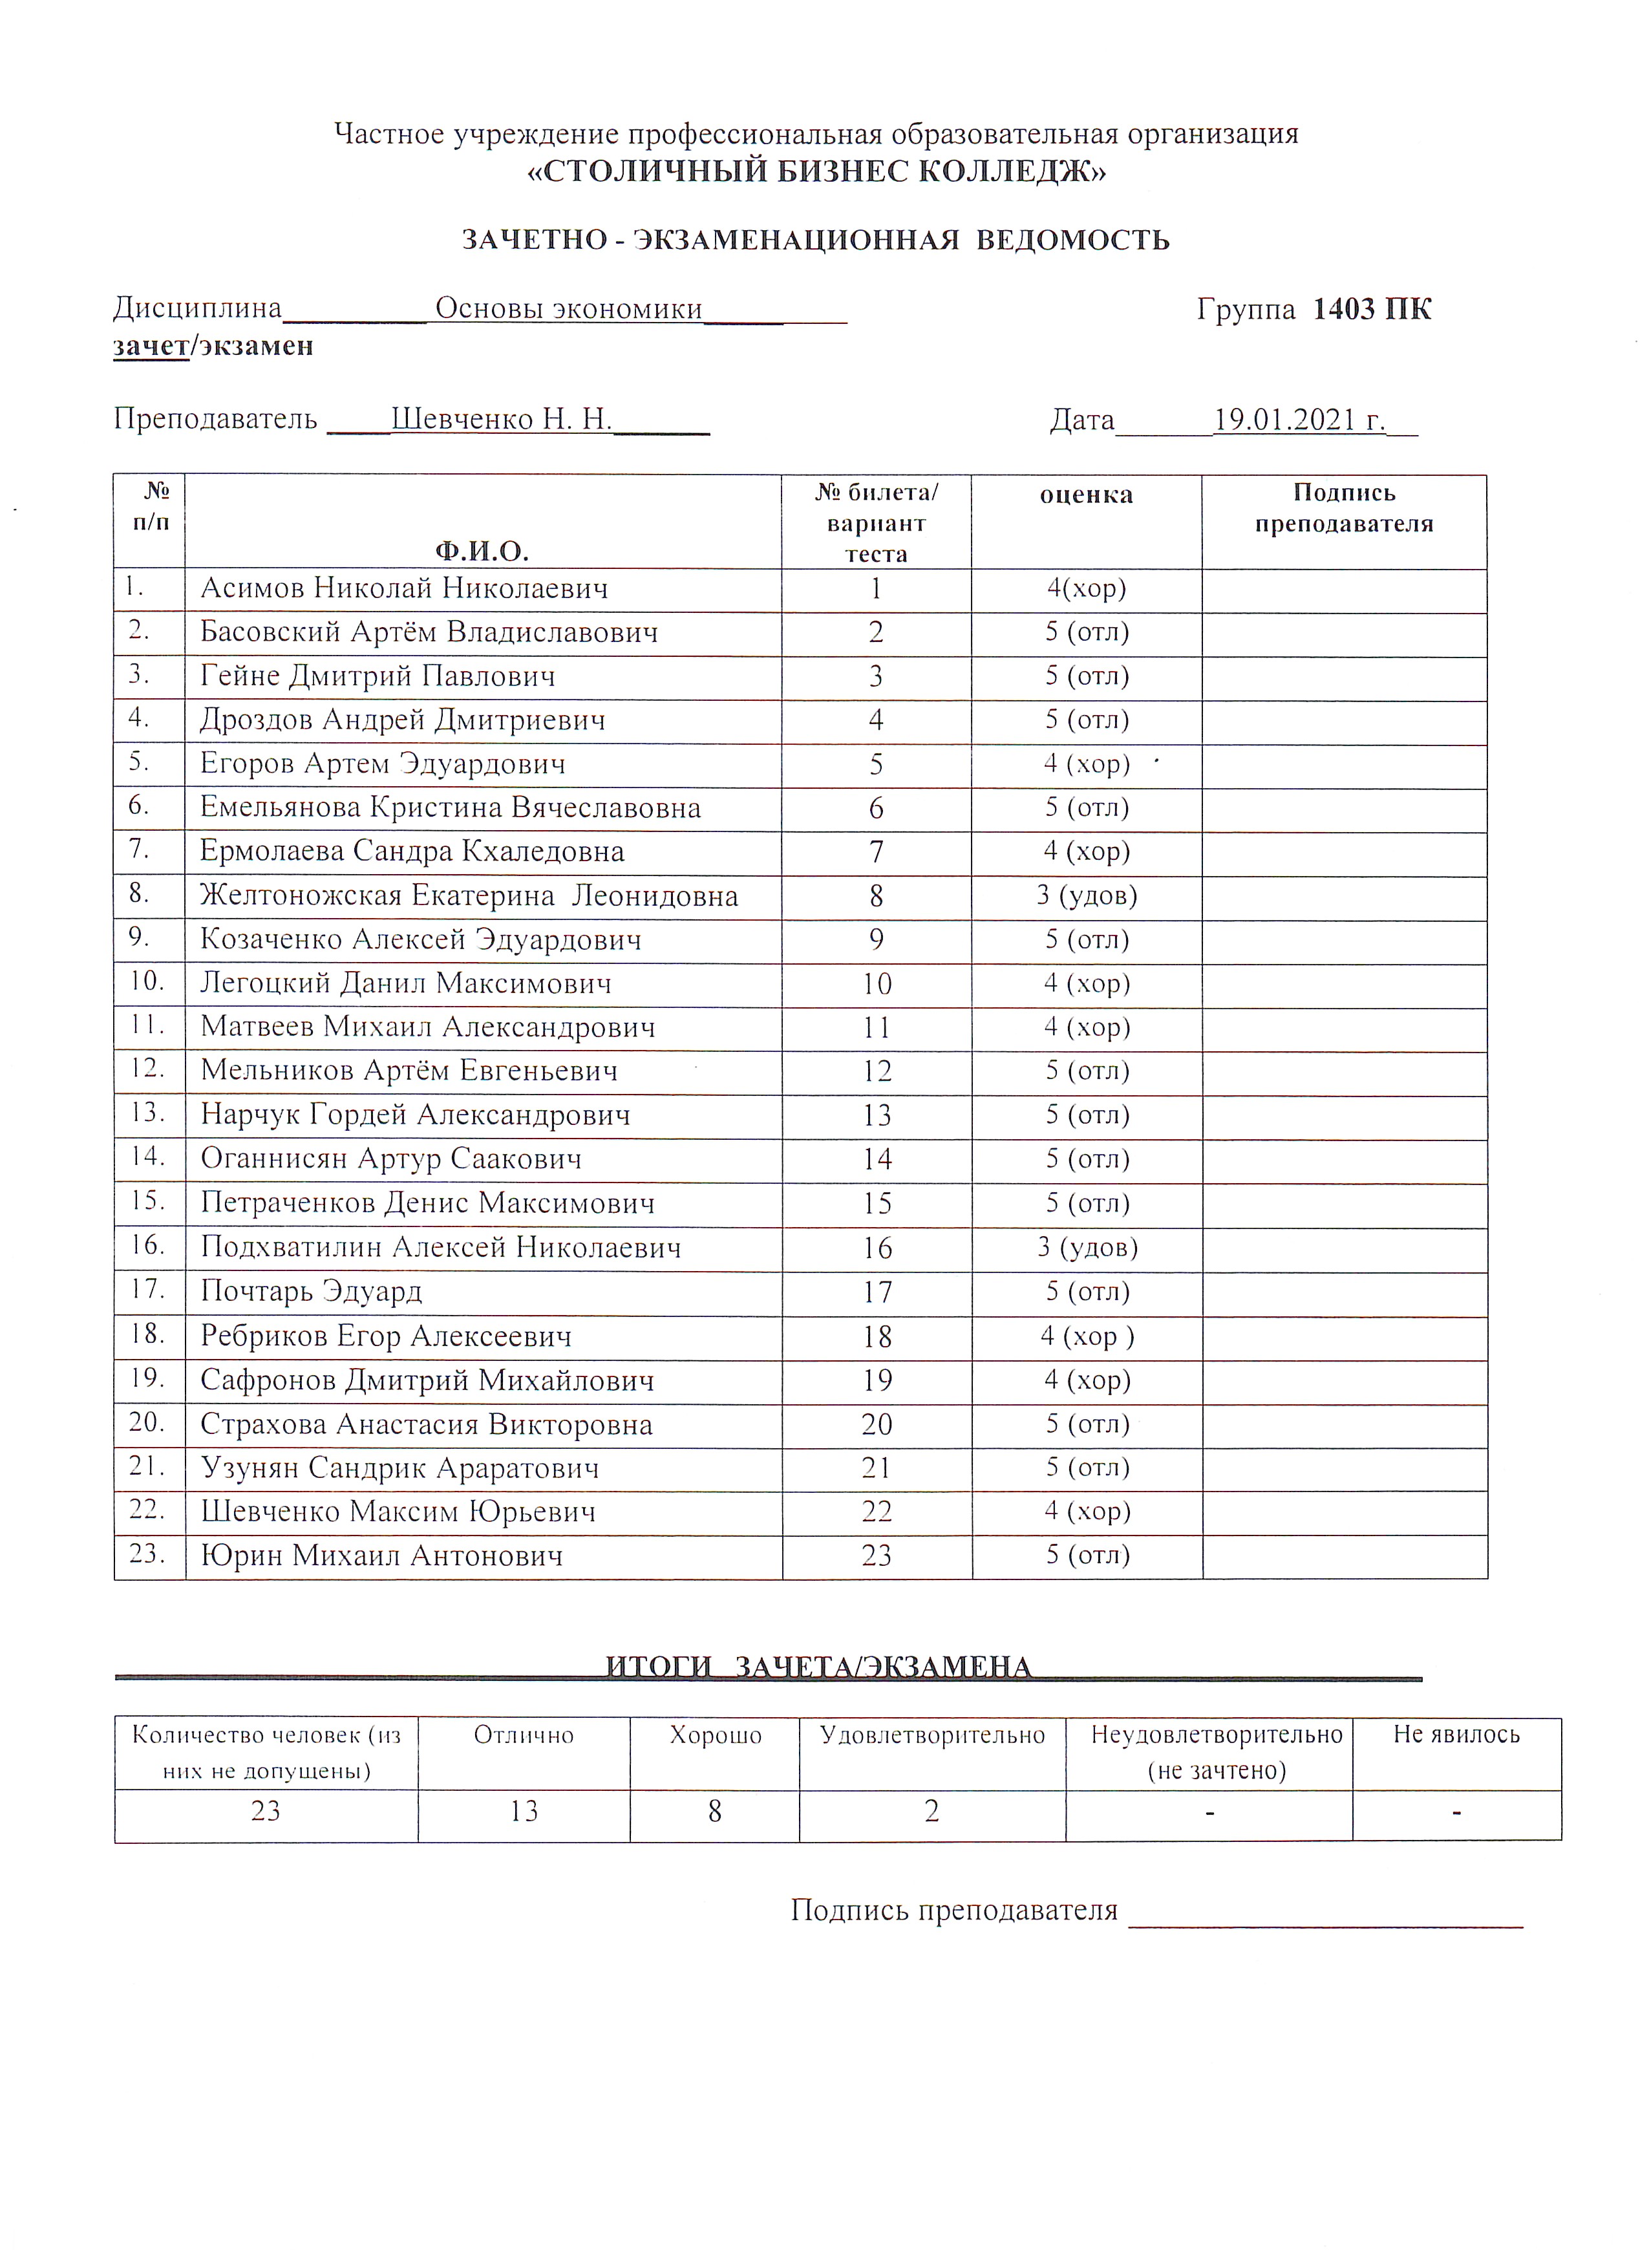 Частное учреждение профессиональная образовательная организация
«СТОЛИЧНЫЙ БИЗНЕС КОЛЛЕДЖ»
ЗАЧЕТНО - ЭКЗАМЕНАЦИОННАЯ ВЕДОМОСТЬ
Дисциплина_________ Основы экономики_________ Группа 1403 ПК
зачет/экзамен
Преподаватель ____Шевченко Н. Н.______ Дата______19.01.2021 г.__
№ п/п Ф.И.О. № билета/ вариант теста оценка Подпись преподавателя
1. Асимов Николай Николаевич 1 4(хор)
2. Басовский Артём Владиславович 2 5 (отл)
3. Гейне Дмитрий Павлович 3 5 (отл)
4. Дроздов Андрей Дмитриевич 4 5 (отл)
5. Егоров Артем Эдуардович 5 4 (хор)
6. Емельянова Кристина Вячеславовна 6 5 (отл)
7. Ермолаева Сандра Кхаледовна 7 4 (хор)
8. Желтоножская Екатерина Леонидовна 8 3 (удов)
9. Козаченко Алексей Эдуардович 9 5 (отл)
10. Легоцкий Данил Максимович 10 4 (хор)
11. Матвеев Михаил Александрович 11 4 (хор)
12. Мельников Артём Евгеньевич 12 5 (отл)
13. Нарчук Гордей Александрович 13 5 (отл)
14. Оганнисян Артур Саакович 14 5 (отл)
15. Петраченков Денис Максимович 15 5 (отл)
16. Подхватилин Алексей Николаевич 16 3 (удов)
17. Почтарь Эдуард 17 5 (отл)
18. Ребриков Егор Алексеевич 18 4 (хор )
19. Сафронов Дмитрий Михайлович 19 4 (хор)
20. Страхова Анастасия Викторовна 20 5 (отл)
21. Узунян Сандрик Араратович 21 5 (отл)
22. Шевченко Максим Юрьевич 22 4 (хор)
23. Юрин Михаил Антонович 23 5 (отл)
ИТОГИ ЗАЧЕТА/ЭКЗАМЕНА
Количество человек (из них не допущены) Отлично Хорошо Удовлетворительно Неудовлетворительно (не зачтено) Не явилось
23 13 8 2 - -
Подпись преподавателя ____________________